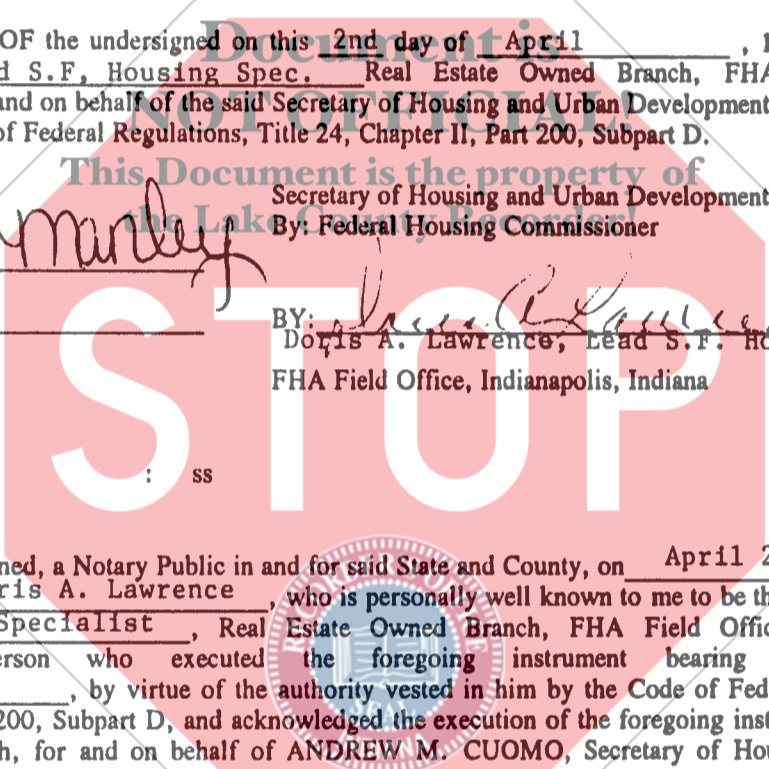 Document is
OF the undersigned on this 2nd day of April ,
d S.F, Housing Spec. Real Estate Owned Branch, FHA
and on behalf of the said Secretary of Housing and Urban Development
NOT OFFICIAL!
of Federal Regulations, Title 24, Chapter II, Part 200, Subpart D.
This Document is the property of
the Lake County Recorder!
Secretary of Housing and Urban Development
By: Federal Housing Commissioner
Manley
STOP
BY: Doris A. Lawrence
Doris A. Lawrence, Lead S.F. Ho
FHA Field Office, Indianapolis, Indiana
: ss
ned, a Notary Public in and for said State and County, on April 2
ris A. Lawrence , who is personally well known to me to be th
Specialist , Real Estate Owned Branch, FHA Field Offic
erson who executed the foregoing instrument bearing
, by virtue of the authority vested in him by the Code of Fed
200, Subpart D, and acknowledged the execution of the foregoing inst
h, for and on behalf of ANDREW M. CUOMO, Secretary of Hou
SEAL